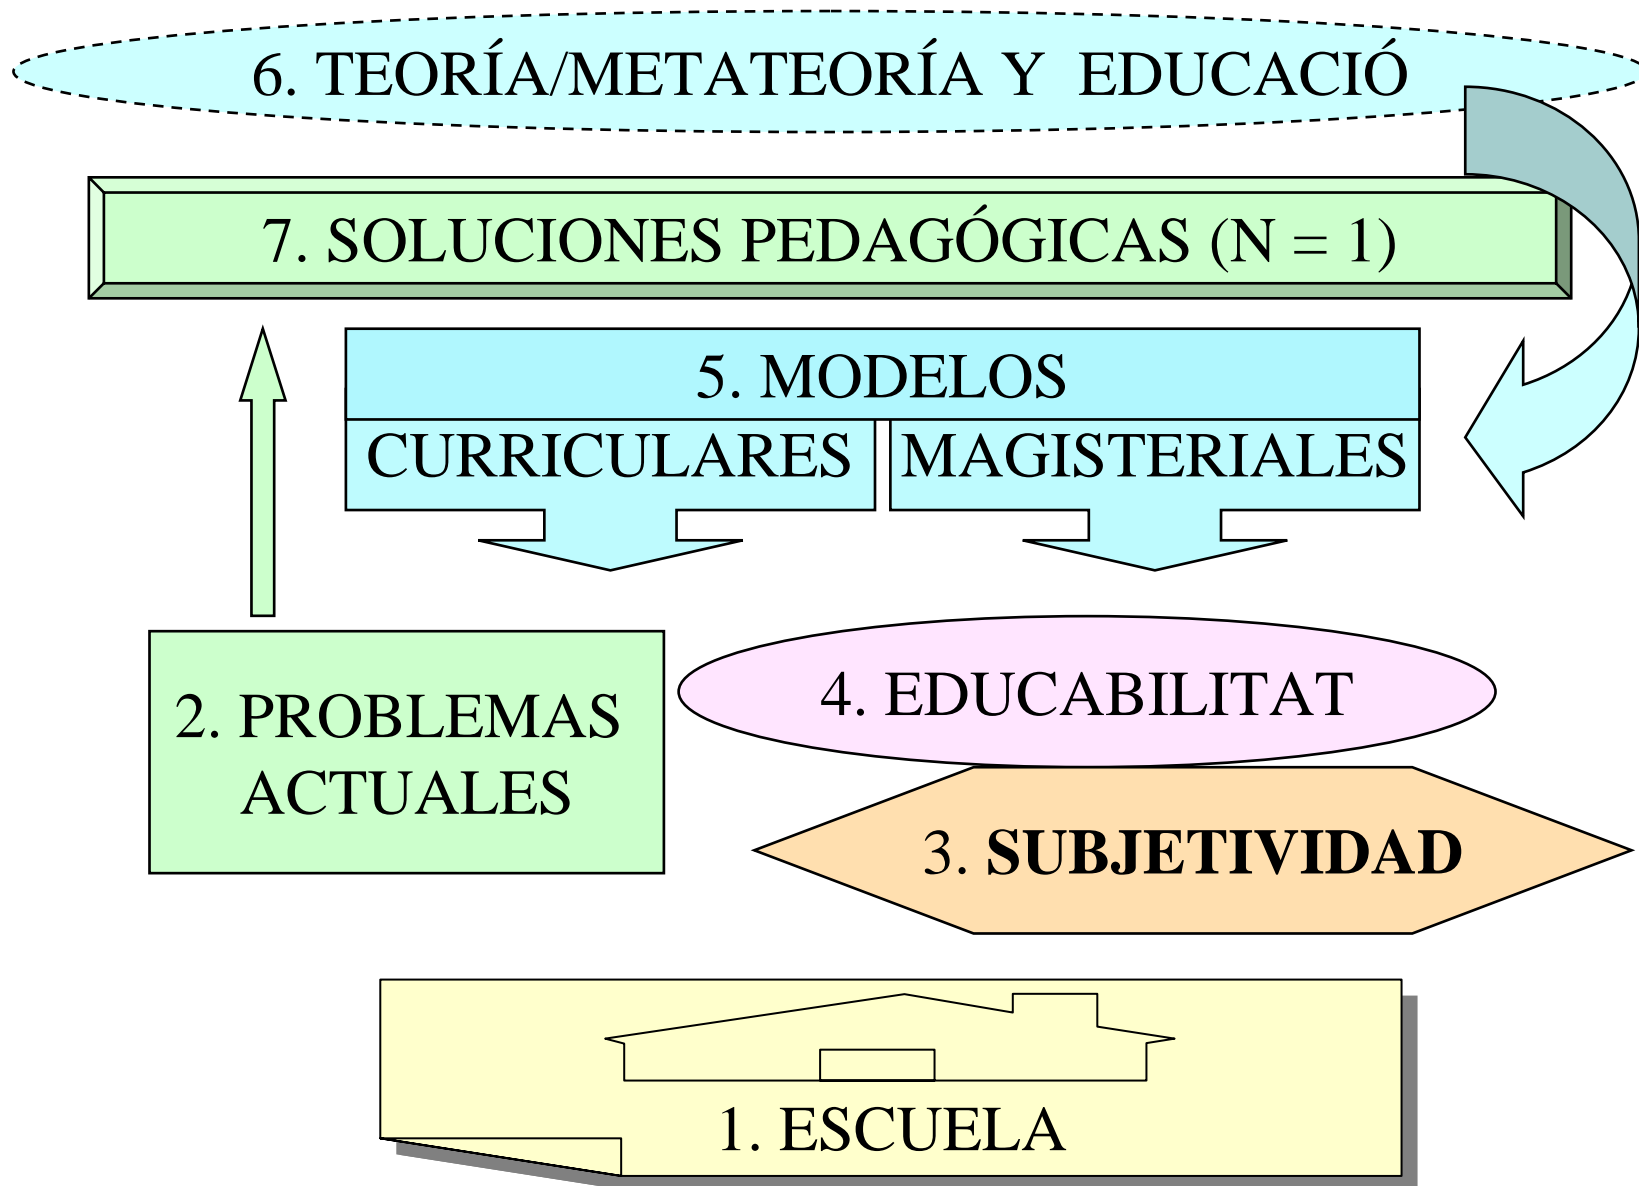 6. TEORÍA/METATEORÍA Y EDUCACIÓ
7. SOLUCIONES PEDAGÓGICAS (N = 1)
5. MODELOS
CURRICULARES
MAGISTERIALES
4. EDUCABILITAT
2. PROBLEMAS
ACTUALES
3. SUBJETIVIDAD
1. ESCUELA